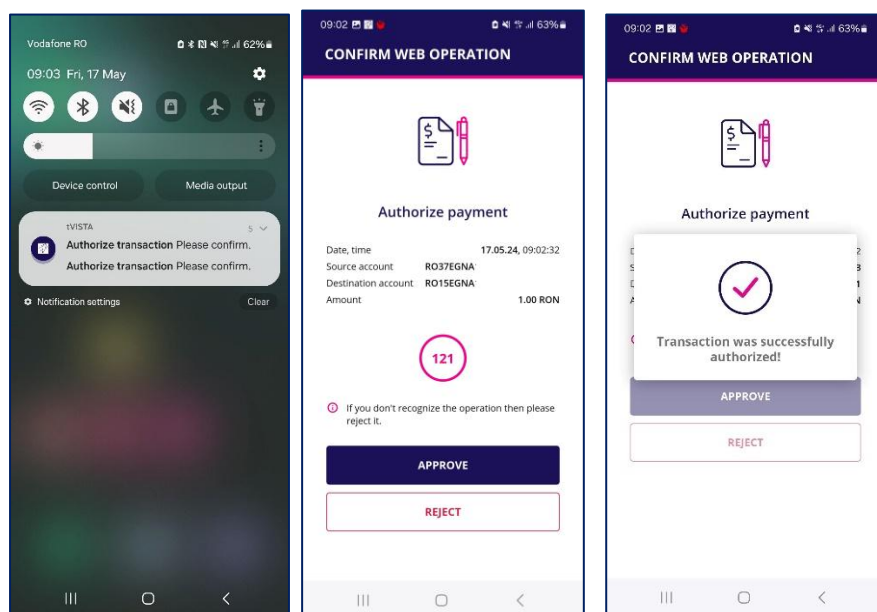 Vodafone RO 62%
09:03 Fri, 17 May
Device control Media output
tVISTA 5
Authorize transaction Please confirm.
Authorize transaction Please confirm.
Notification settings Clear
09:02 63%
CONFIRM WEB OPERATION
$
Authorize payment
Date, time 17.05.24, 09:02:32
Source account RO37EGNA
Destination account RO15EGNA
Amount 1.00 RON
121
If you don't recognize the operation then please
reject it.
APPROVE
REJECT
09:02 63%
CONFIRM WEB OPERATION
$
Authorize payment
Transaction was successfully
authorized!
APPROVE
REJECT